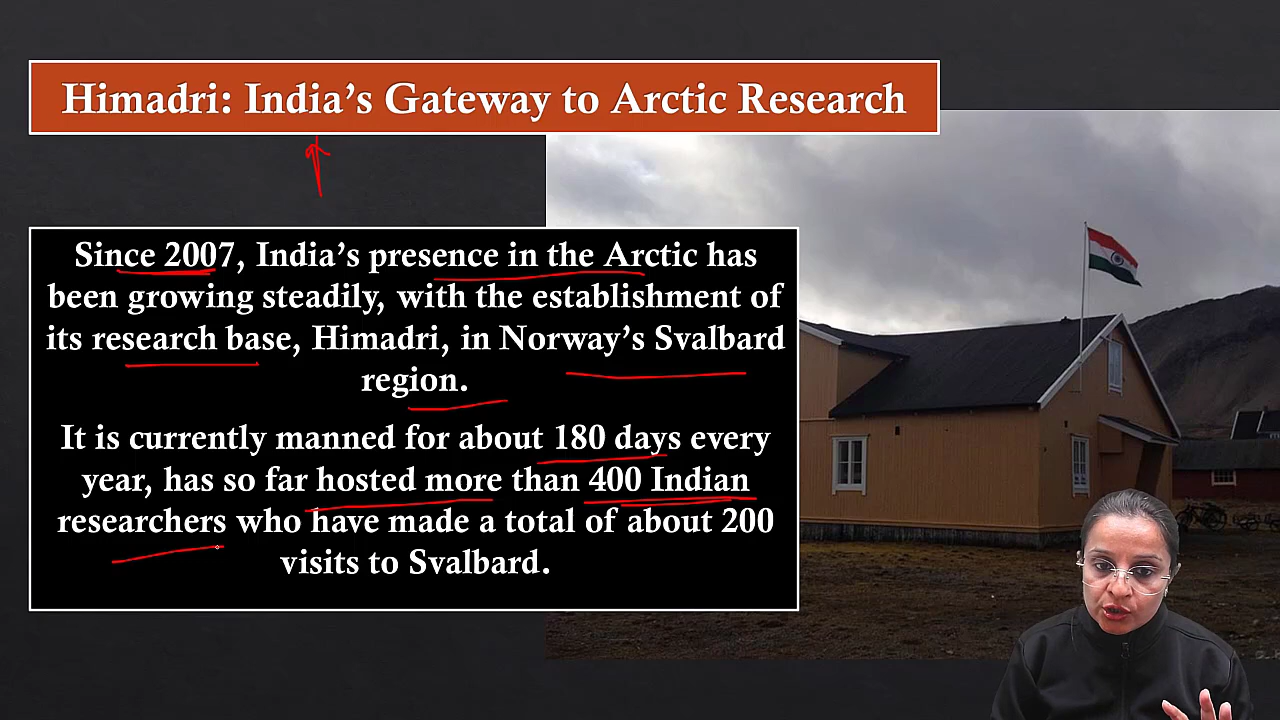 Himadri: India's Gateway to Arctic Research
Since 2007, India's presence in the Arctic has
been growing steadily, with the establishment of
its research base, Himadri, in Norway's Svalbard
region.
It is currently manned for about 180 days every
year, has so far hosted more than 400 Indian
researchers who have made a total of about 200
visits to Svalbard.